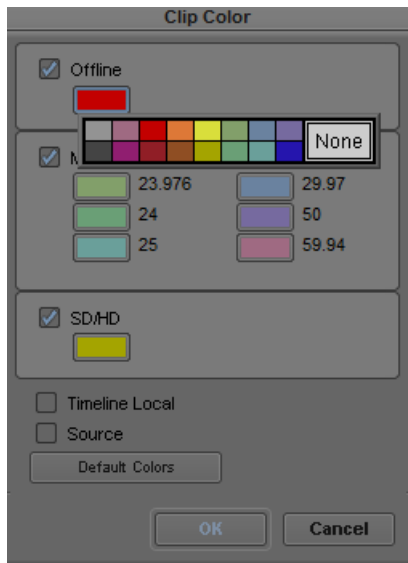 Clip Color
Offline
None
23.976 29.97
24 50
25 59.94
SD/HD
Timeline Local
Source
Default Colors
OK Cancel